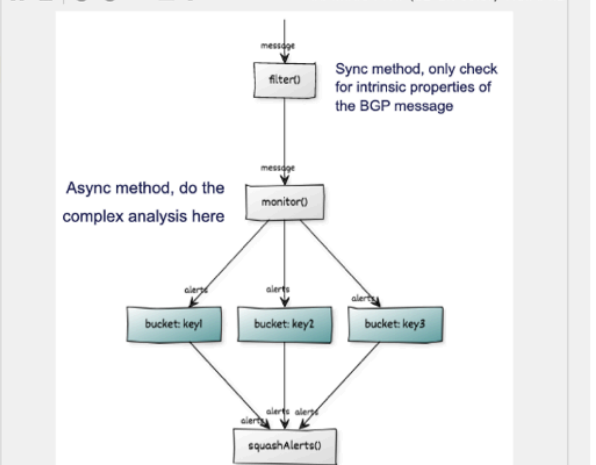 message
filter()
Sync method, only check
for intrinsic properties of
the BGP message
message
Async method, do the
complex analysis here
monitor()
alerts
alerts
alerts
bucket: key1
bucket: key2
bucket: key3
alerts
alerts
alerts
squashAlerts()